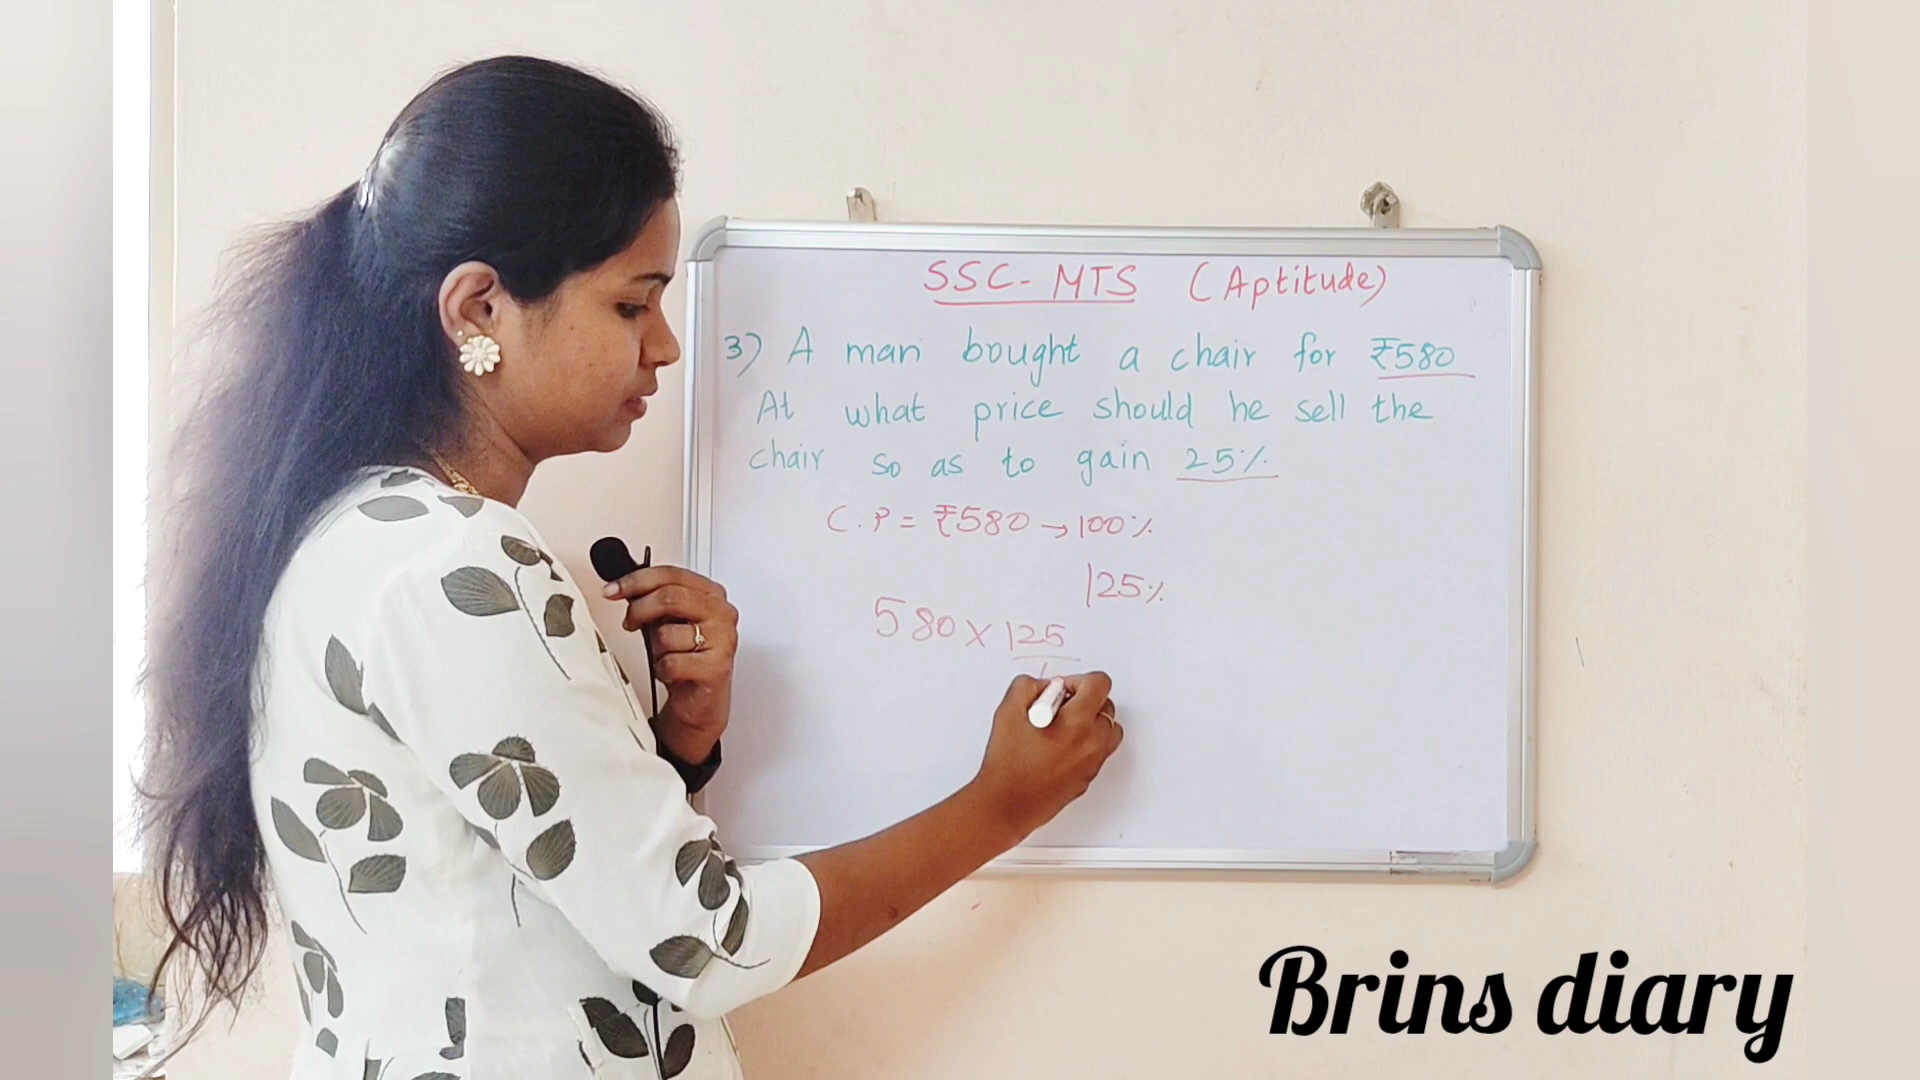 SSC- MTS (Aptitude)
3) A man bought a chair for ₹580
At what price should he sell the
chair so as to gain 25%
C.P = ₹580 → 100%
125%
580 × 125
Brins diary